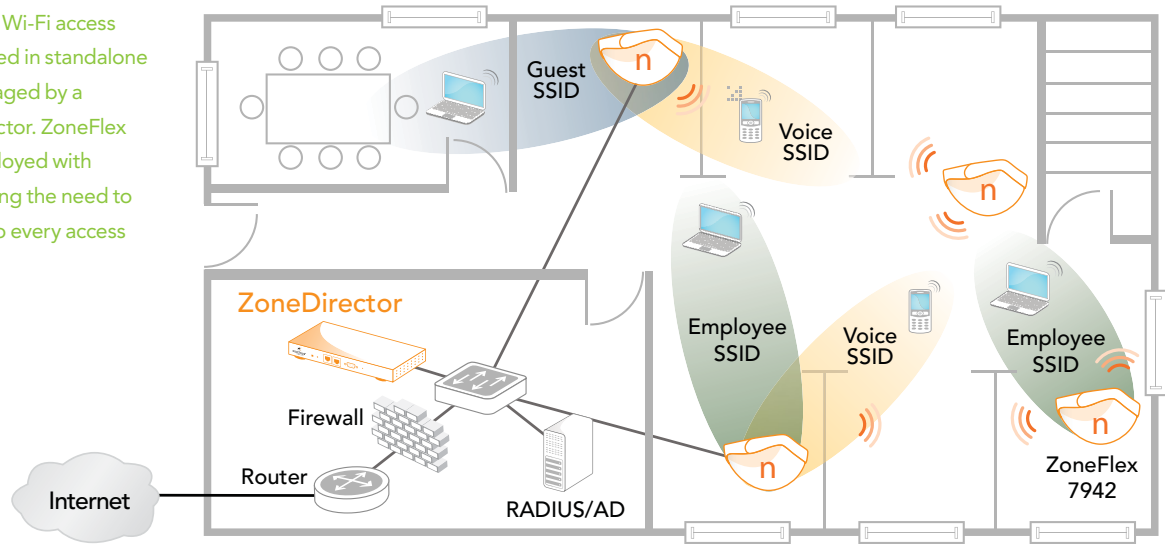 Wi-Fi access
ed in standalone
aged by a
ctor. ZoneFlex
loyed with
ng the need to
o every access
Guest
SSID
n
Voice
SSID
n
ZoneDirector
Firewall
Router
Internet
RADIUS/AD
Employee
SSID
Voice
SSID
n
Employee
SSID
n
ZoneFlex
7942